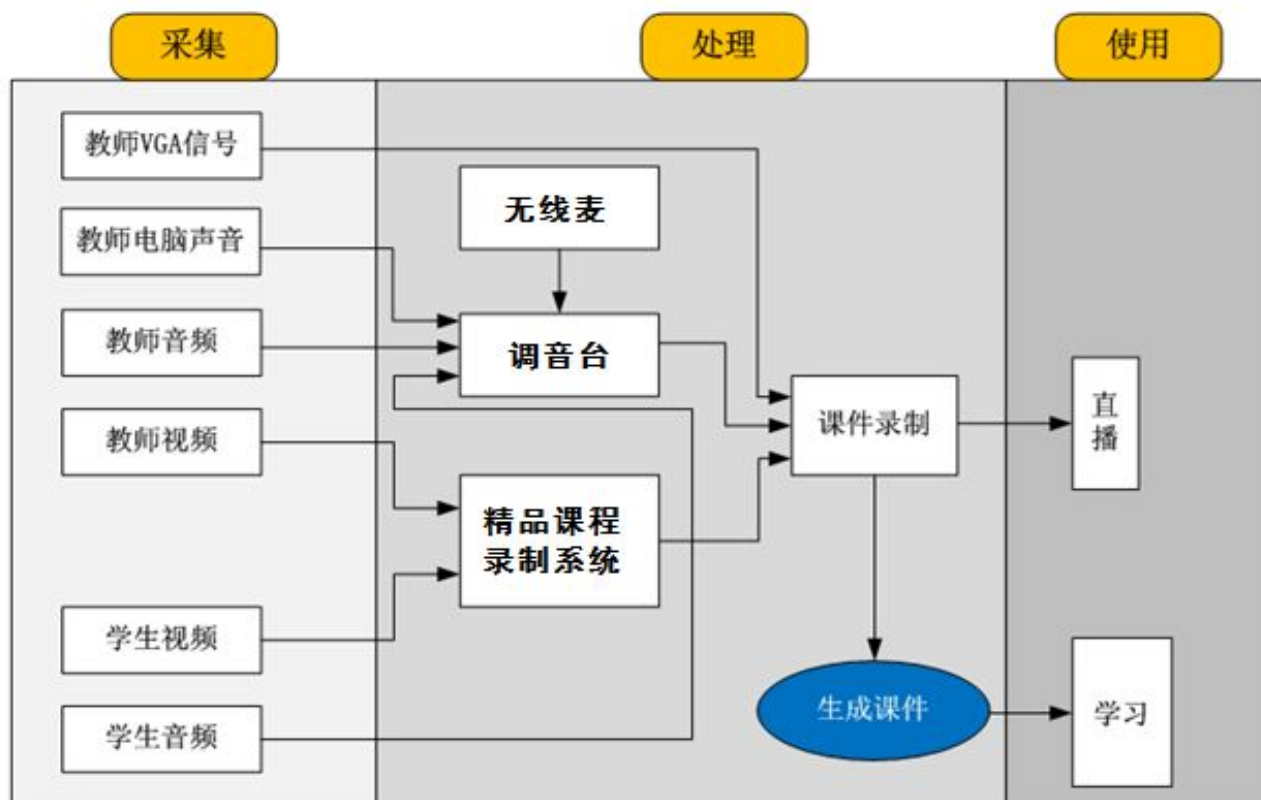 采集
处理
使用
教师VGA信号
无线麦
教师电脑声音
教师音频
调音台
教师视频
课件录制
直
播
精品课程
录制系统
学生视频
生成课件
学习
学生音频